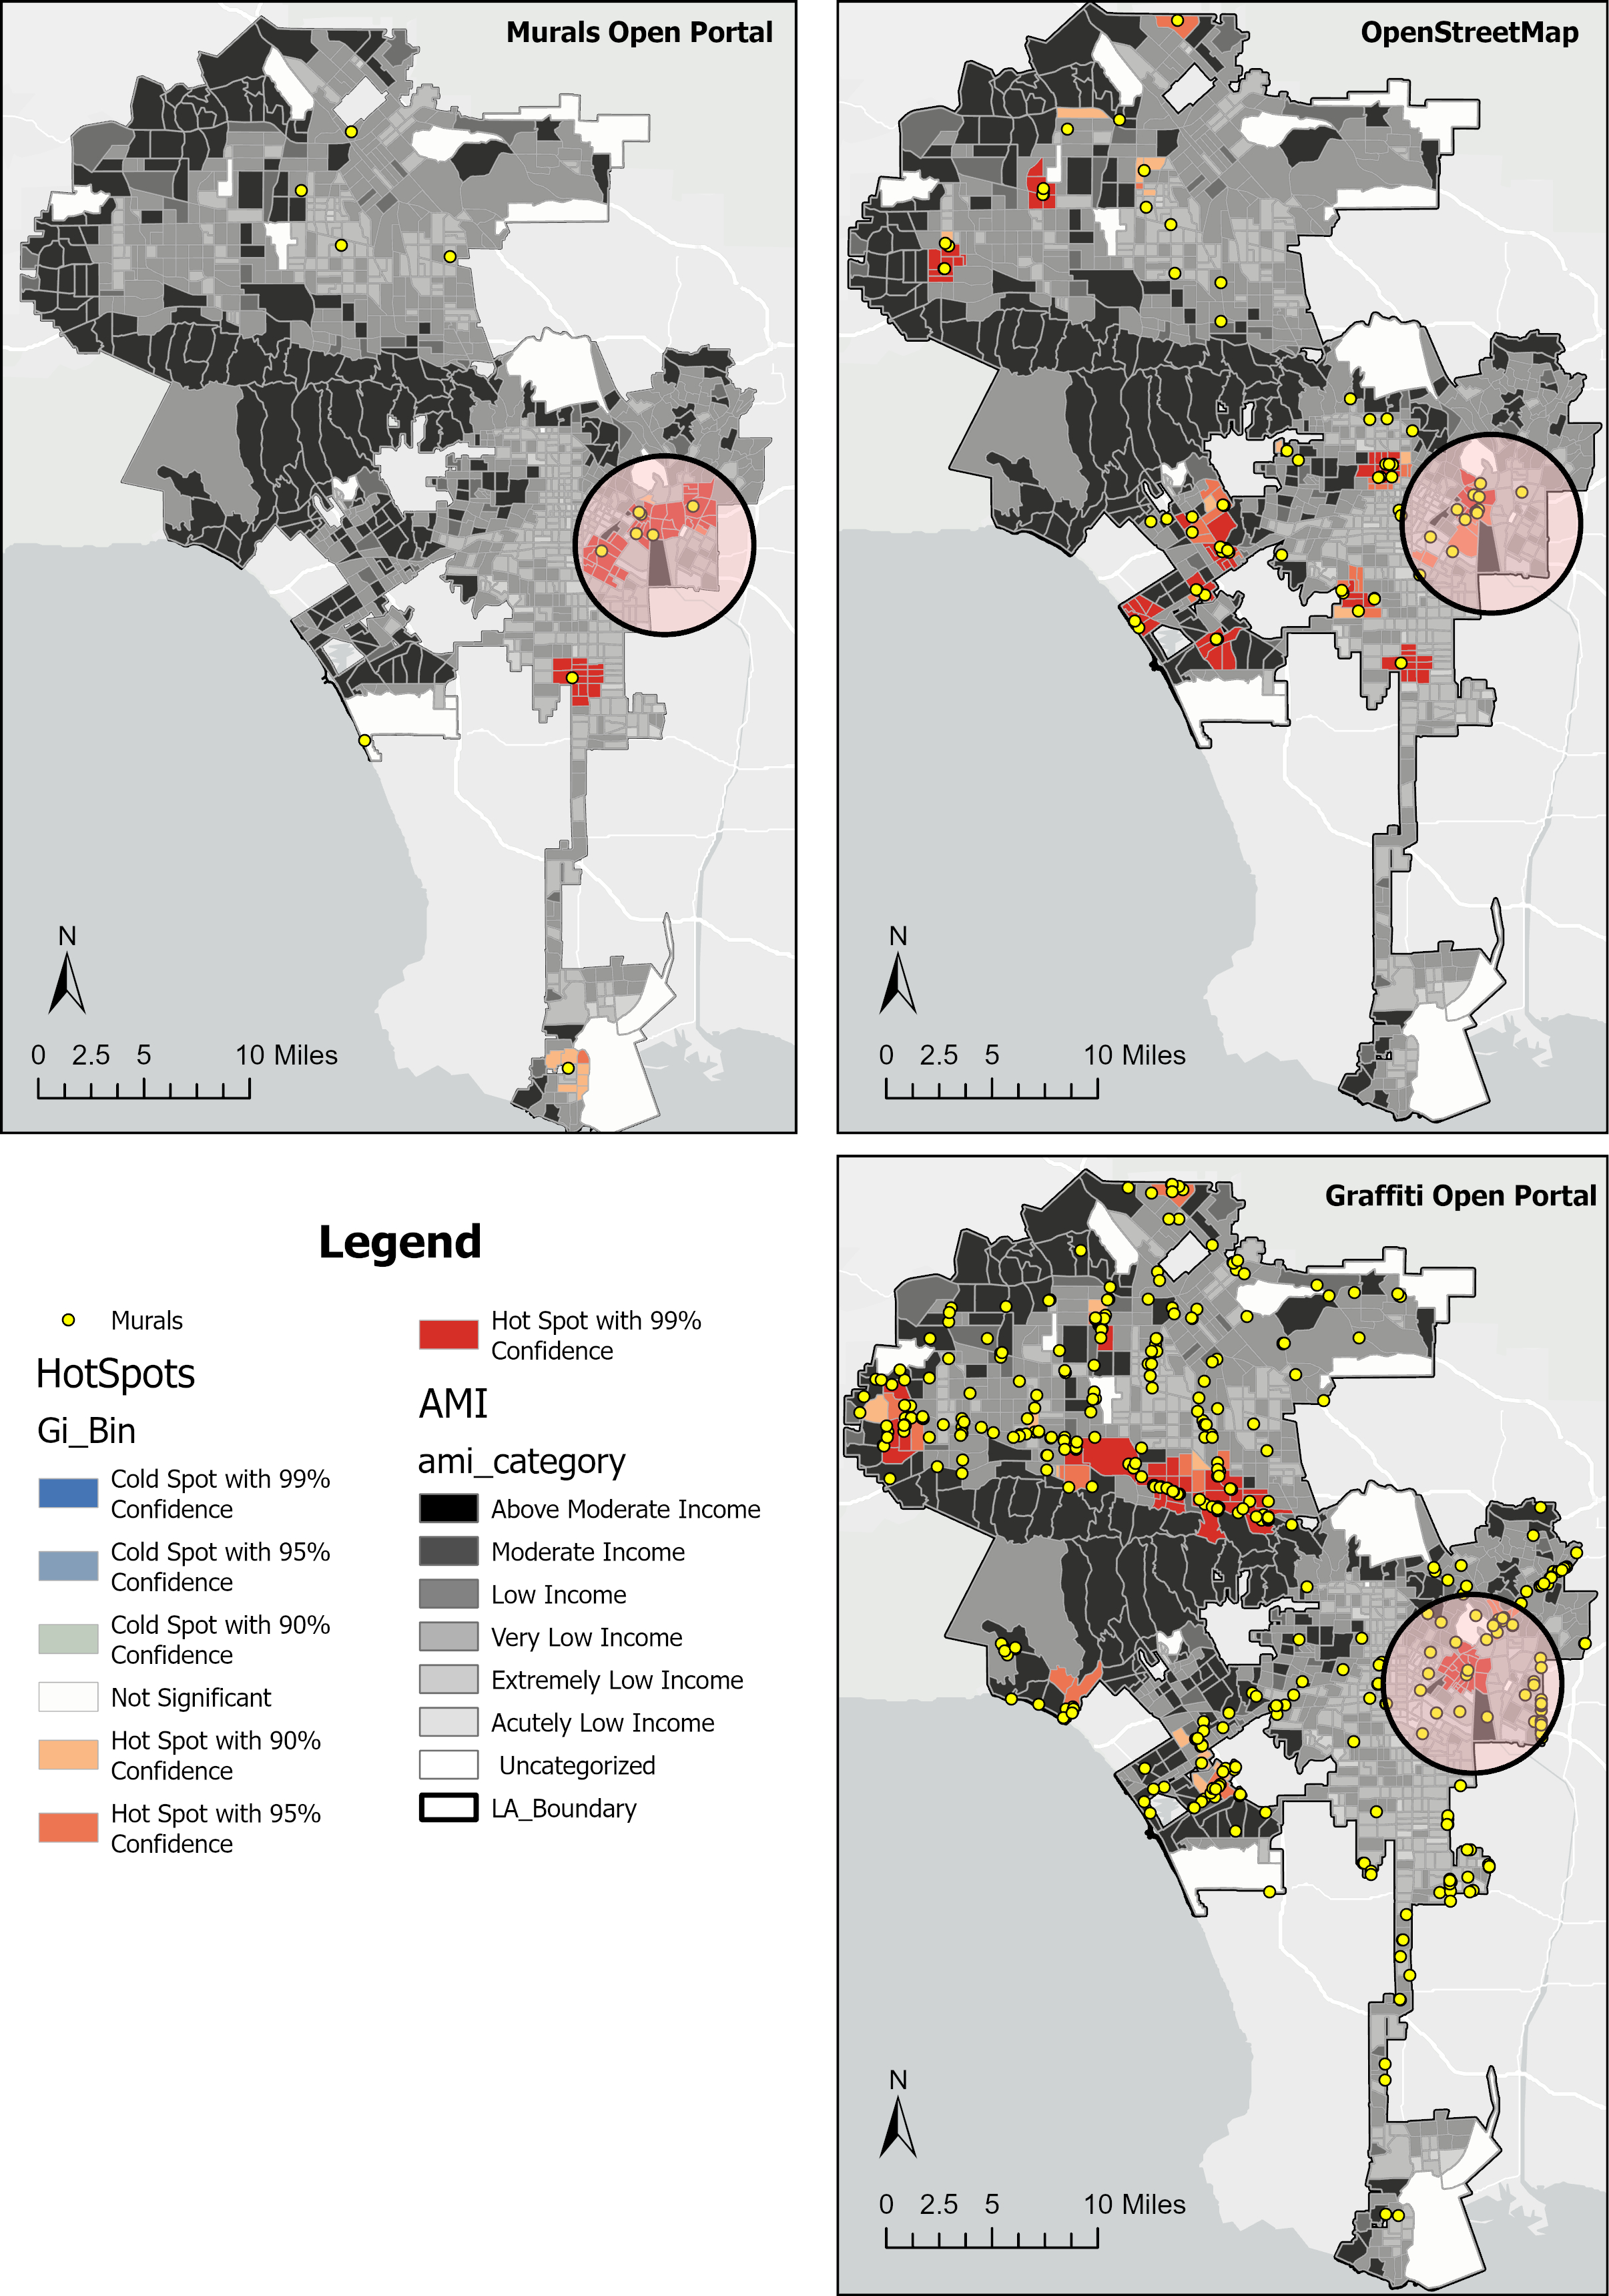 Murals Open Portal
N
0 2.5 5 10 Miles
OpenStreetMap
N
0 2.5 5 10 Miles
Legend
Murals
HotSpots
Gi_Bin
Cold Spot with 99%
Confidence
Cold Spot with 95%
Confidence
Cold Spot with 90%
Confidence
Not Significant
Hot Spot with 90%
Confidence
Hot Spot with 95%
Confidence
Hot Spot with 99%
Confidence
AMI
ami_category
Above Moderate Income
Moderate Income
Low Income
Very Low Income
Extremely Low Income
Acutely Low Income
Uncategorized
LA_Boundary
Graffiti Open Portal
N
0 2.5 5 10 Miles